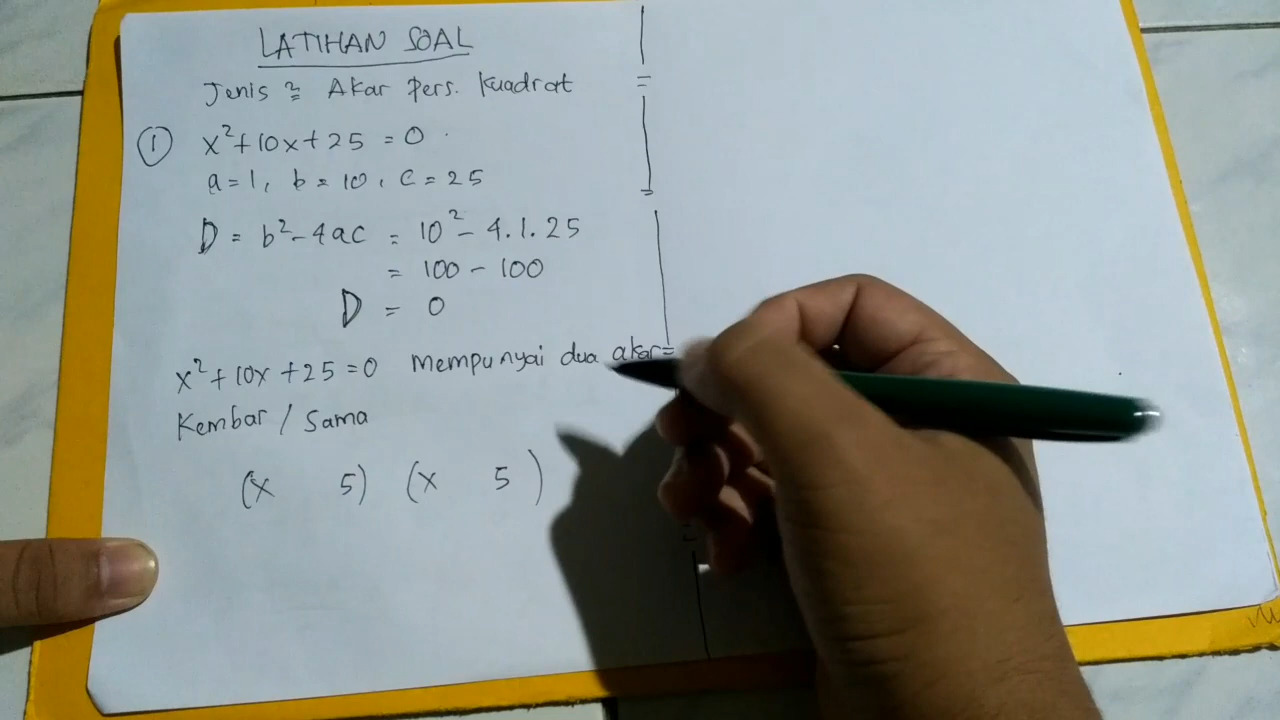 LATIHAN SOAL
Jenis ² Akar Pers. Kuadrat
① x²+10x+25 = 0
a=1, b=10, c=25
D = b²-4ac = 10²-4.1.25
= 100-100
D = 0
x²+10x+25=0 mempunyai dua akar
Kembar / Sama
(x 5) (x 5)